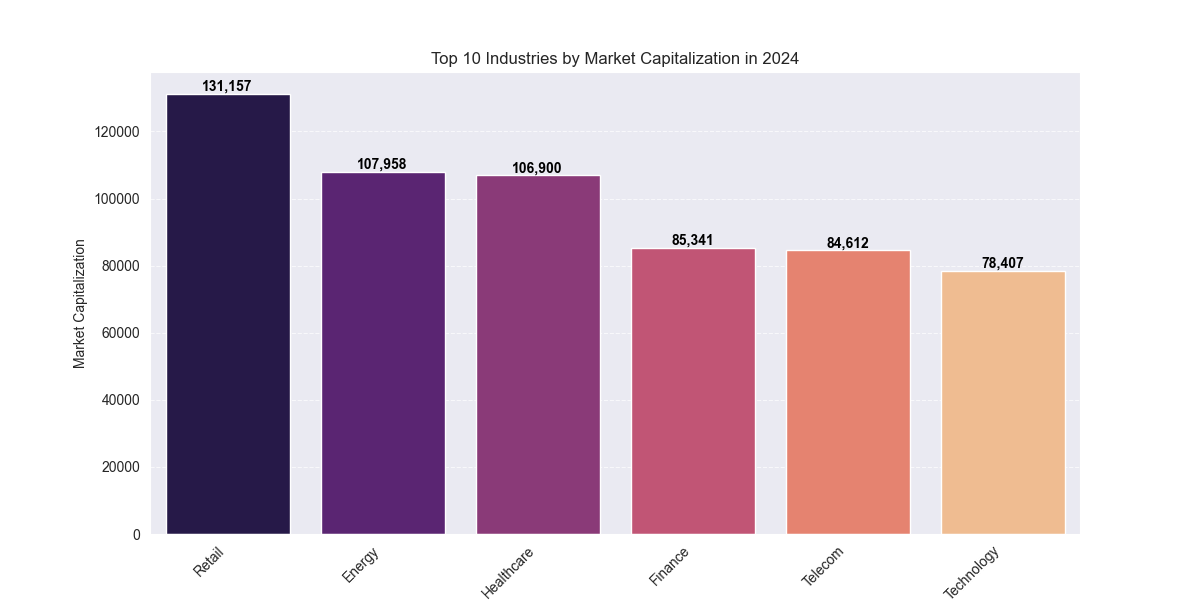 Top 10 Industries by Market Capitalization in 2024
Market Capitalization
120000
100000
80000
60000
40000
20000
0
131,157
107,958
106,900
85,341
84,612
78,407
Retail
Energy
Healthcare
Finance
Telecom
Technology